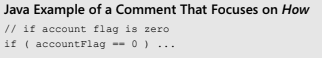 Java Example of a Comment That Focuses on How
// if account flag is zero
if ( accountFlag == 0 ) ...